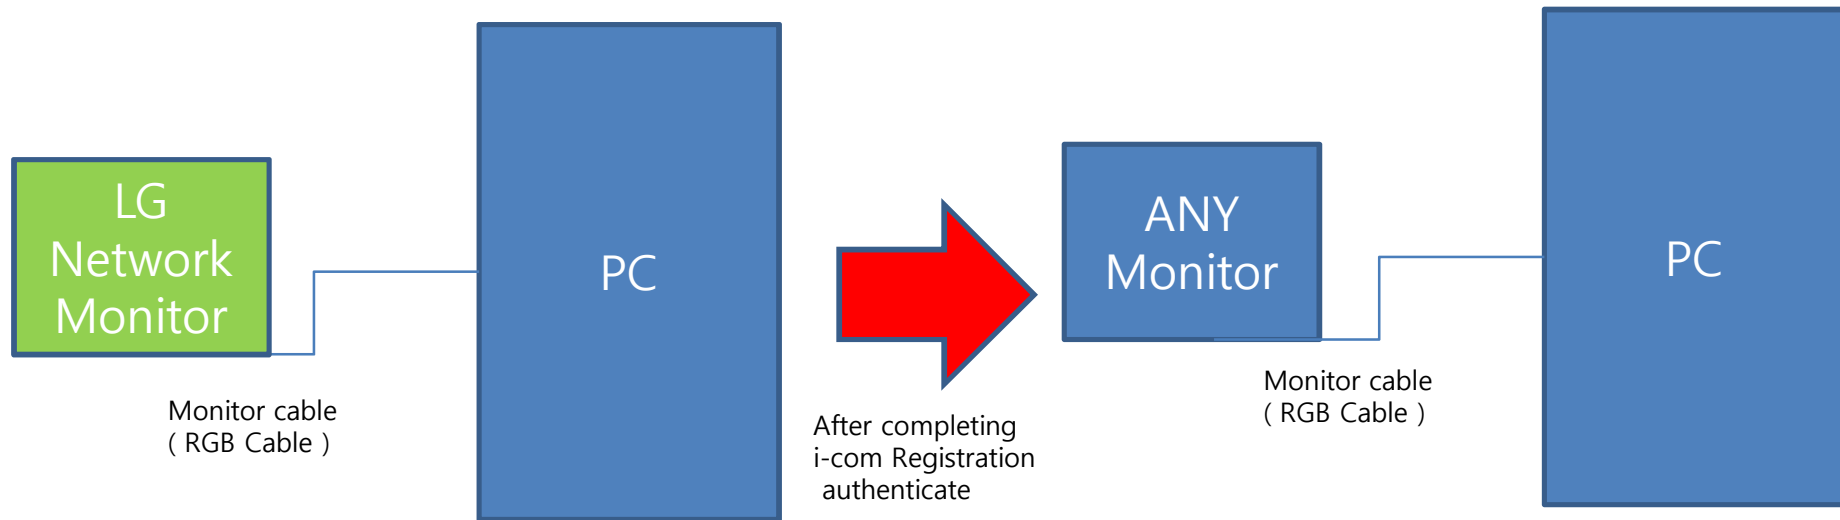 LG
Network
Monitor
PC
Monitor cable
( RGB Cable )
After completing
i-com Registration
authenticate
ANY
Monitor
PC
Monitor cable
( RGB Cable )